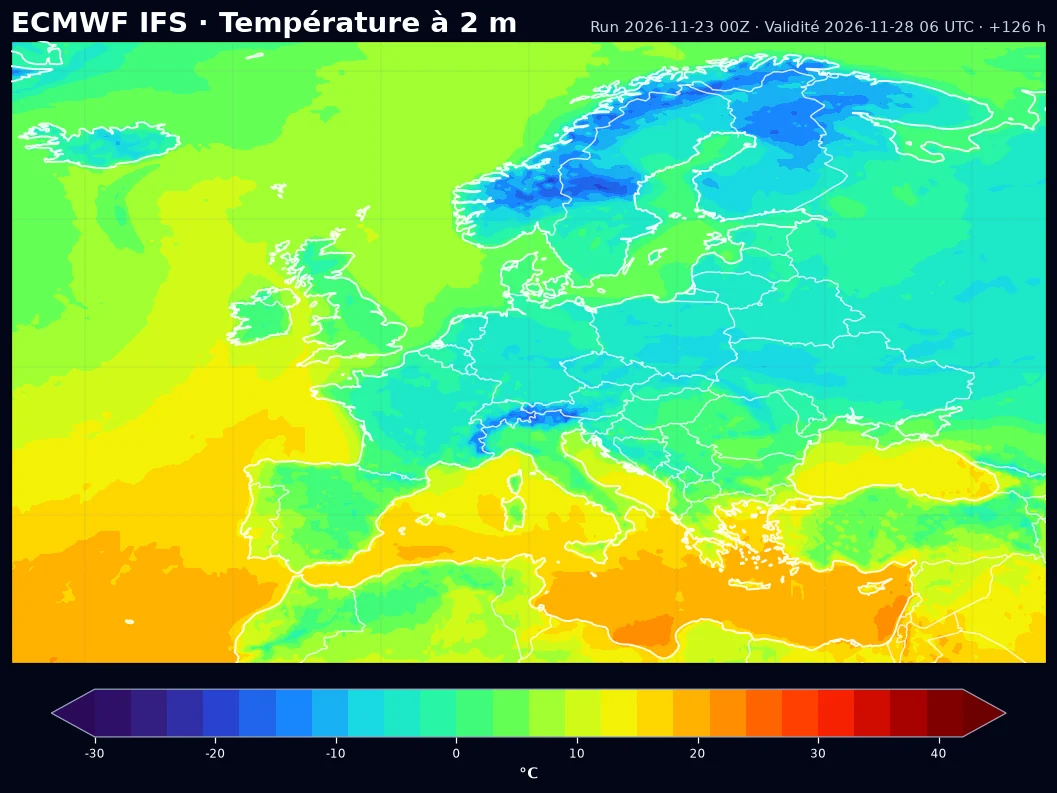 ECMWF IFS · Température à 2 m
Run 2026-11-23 00Z · Validité 2026-11-28 06 UTC · +126 h
-30 -20 -10 0 10 20 30 40
°C